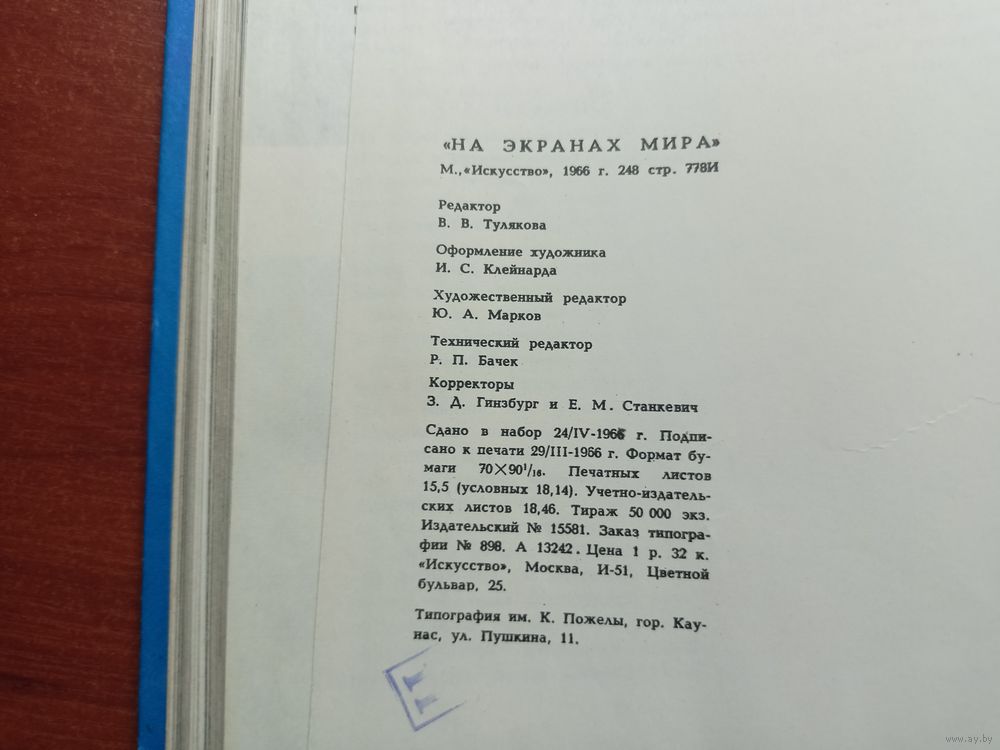 «НА ЭКРАНАХ МИРА»
М., «Искусство», 1966 г. 248 стр. 778И
Редактор
В. В. Тулякова
Оформление художника
И. С. Клейнарда
Художественный редактор
Ю. А. Марков
Технический редактор
Р. П. Бачек
Корректоры
З. Д. Гинзбург и Е. М. Станкевич
Сдано в набор 24/IV-1965 г. Подпи-
сано к печати 29/III-1966 г. Формат бу-
маги 70×90¹/₁₆. Печатных листов
15,5 (условных 18,14). Учетно-издатель-
ских листов 18,46. Тираж 50 000 экз.
Издательский № 15581. Заказ типогра-
фии № 898. А 13242. Цена 1 р. 32 к.
«Искусство», Москва, И-51, Цветной
бульвар, 25.
Типография им. К. Пожелы, гор. Кау-
нас, ул. Пушкина, 11.
www.ay.by